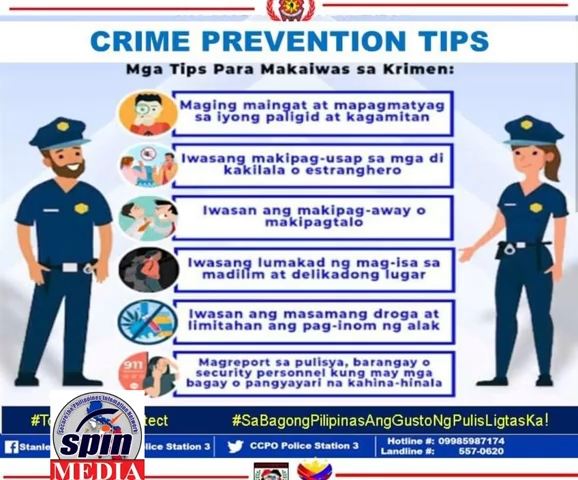 CRIME PREVENTION TIPS
Mga Tips Para Makaiwas sa Krimen:
Maging maingat at mapagmatyag
sa iyong paligid at kagamitan
Iwasang makipag-usap sa mga di
kakilala o estranghero
Iwasan ang makipag-away o
makipagtalo
Iwasang lumakad ng mag-isa sa
madilim at delikadong lugar
Iwasan ang masamang droga at
limitahan ang pag-inom ng alak
911
Magreport sa pulisya, barangay o
security personnel kung may mga
bagay o pangyayari na kahina-hinala
#SaBagongPilipinasAngGustoNgPulisLigtasKa!
Police Station 3
CCPO Police Station 3
Hotline #: 09985987174
Landline #: 557-0620
spin
MEDIA